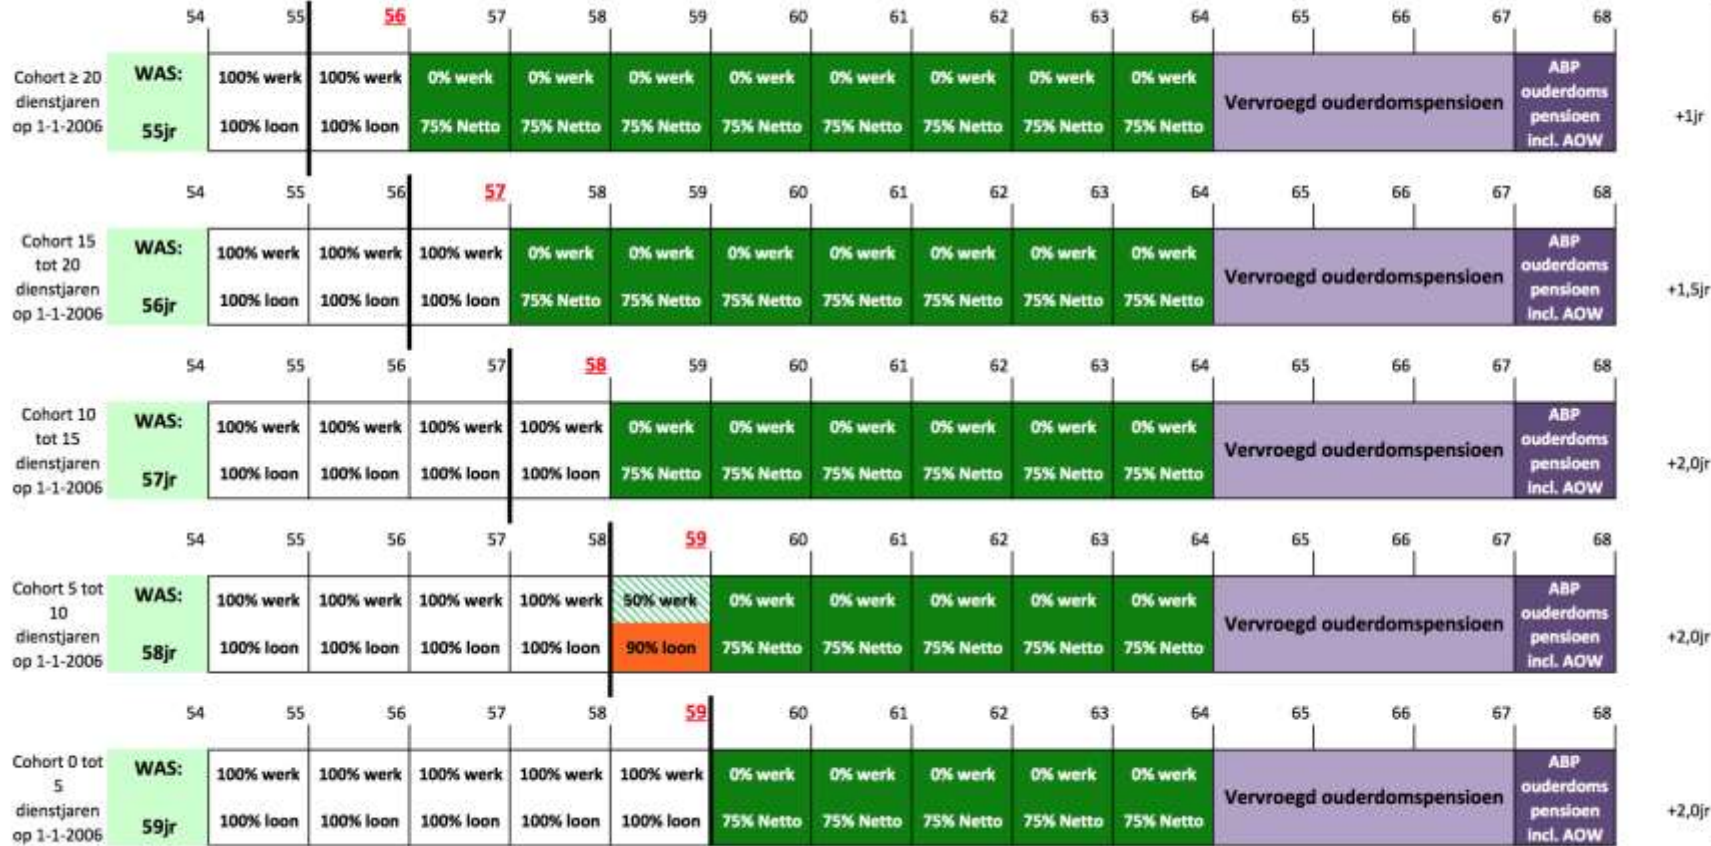 54 55 56 57 58 59 60 61 62 63 64 65 66 67 68
Cohort ≥ 20
dienstjaren
op 1-1-2006
WAS:
55jr
100% werk 100% werk 0% werk 0% werk 0% werk 0% werk 0% werk 0% werk 0% werk 0% werk
100% loon 100% loon 75% Netto 75% Netto 75% Netto 75% Netto 75% Netto 75% Netto 75% Netto 75% Netto
Vervroegd ouderdomspensioen
ABP
ouderdoms
pensioen
incl. AOW
+1jr
54 55 56 57 58 59 60 61 62 63 64 65 66 67 68
Cohort 15
tot 20
dienstjaren
op 1-1-2006
WAS:
56jr
100% werk 100% werk 100% werk 0% werk 0% werk 0% werk 0% werk 0% werk 0% werk 0% werk
100% loon 100% loon 100% loon 75% Netto 75% Netto 75% Netto 75% Netto 75% Netto 75% Netto 75% Netto
Vervroegd ouderdomspensioen
ABP
ouderdoms
pensioen
incl. AOW
+1,5jr
54 55 56 57 58 59 60 61 62 63 64 65 66 67 68
Cohort 10
tot 15
dienstjaren
op 1-1-2006
WAS:
57jr
100% werk 100% werk 100% werk 100% werk 0% werk 0% werk 0% werk 0% werk 0% werk 0% werk
100% loon 100% loon 100% loon 100% loon 75% Netto 75% Netto 75% Netto 75% Netto 75% Netto 75% Netto
Vervroegd ouderdomspensioen
ABP
ouderdoms
pensioen
incl. AOW
+2,0jr
54 55 56 57 58 59 60 61 62 63 64 65 66 67 68
Cohort 5 tot
10
dienstjaren
op 1-1-2006
WAS:
58jr
100% werk 100% werk 100% werk 100% werk 50% werk 0% werk 0% werk 0% werk 0% werk 0% werk
100% loon 100% loon 100% loon 100% loon 90% loon 75% Netto 75% Netto 75% Netto 75% Netto 75% Netto
Vervroegd ouderdomspensioen
ABP
ouderdoms
pensioen
incl. AOW
+2,0jr
54 55 56 57 58 59 60 61 62 63 64 65 66 67 68
Cohort 0 tot
5
dienstjaren
op 1-1-2006
WAS:
59jr
100% werk 100% werk 100% werk 100% werk 100% werk 0% werk 0% werk 0% werk 0% werk 0% werk
100% loon 100% loon 100% loon 100% loon 100% loon 75% Netto 75% Netto 75% Netto 75% Netto 75% Netto
Vervroegd ouderdomspensioen
ABP
ouderdoms
pensioen
incl. AOW
+2,0jr